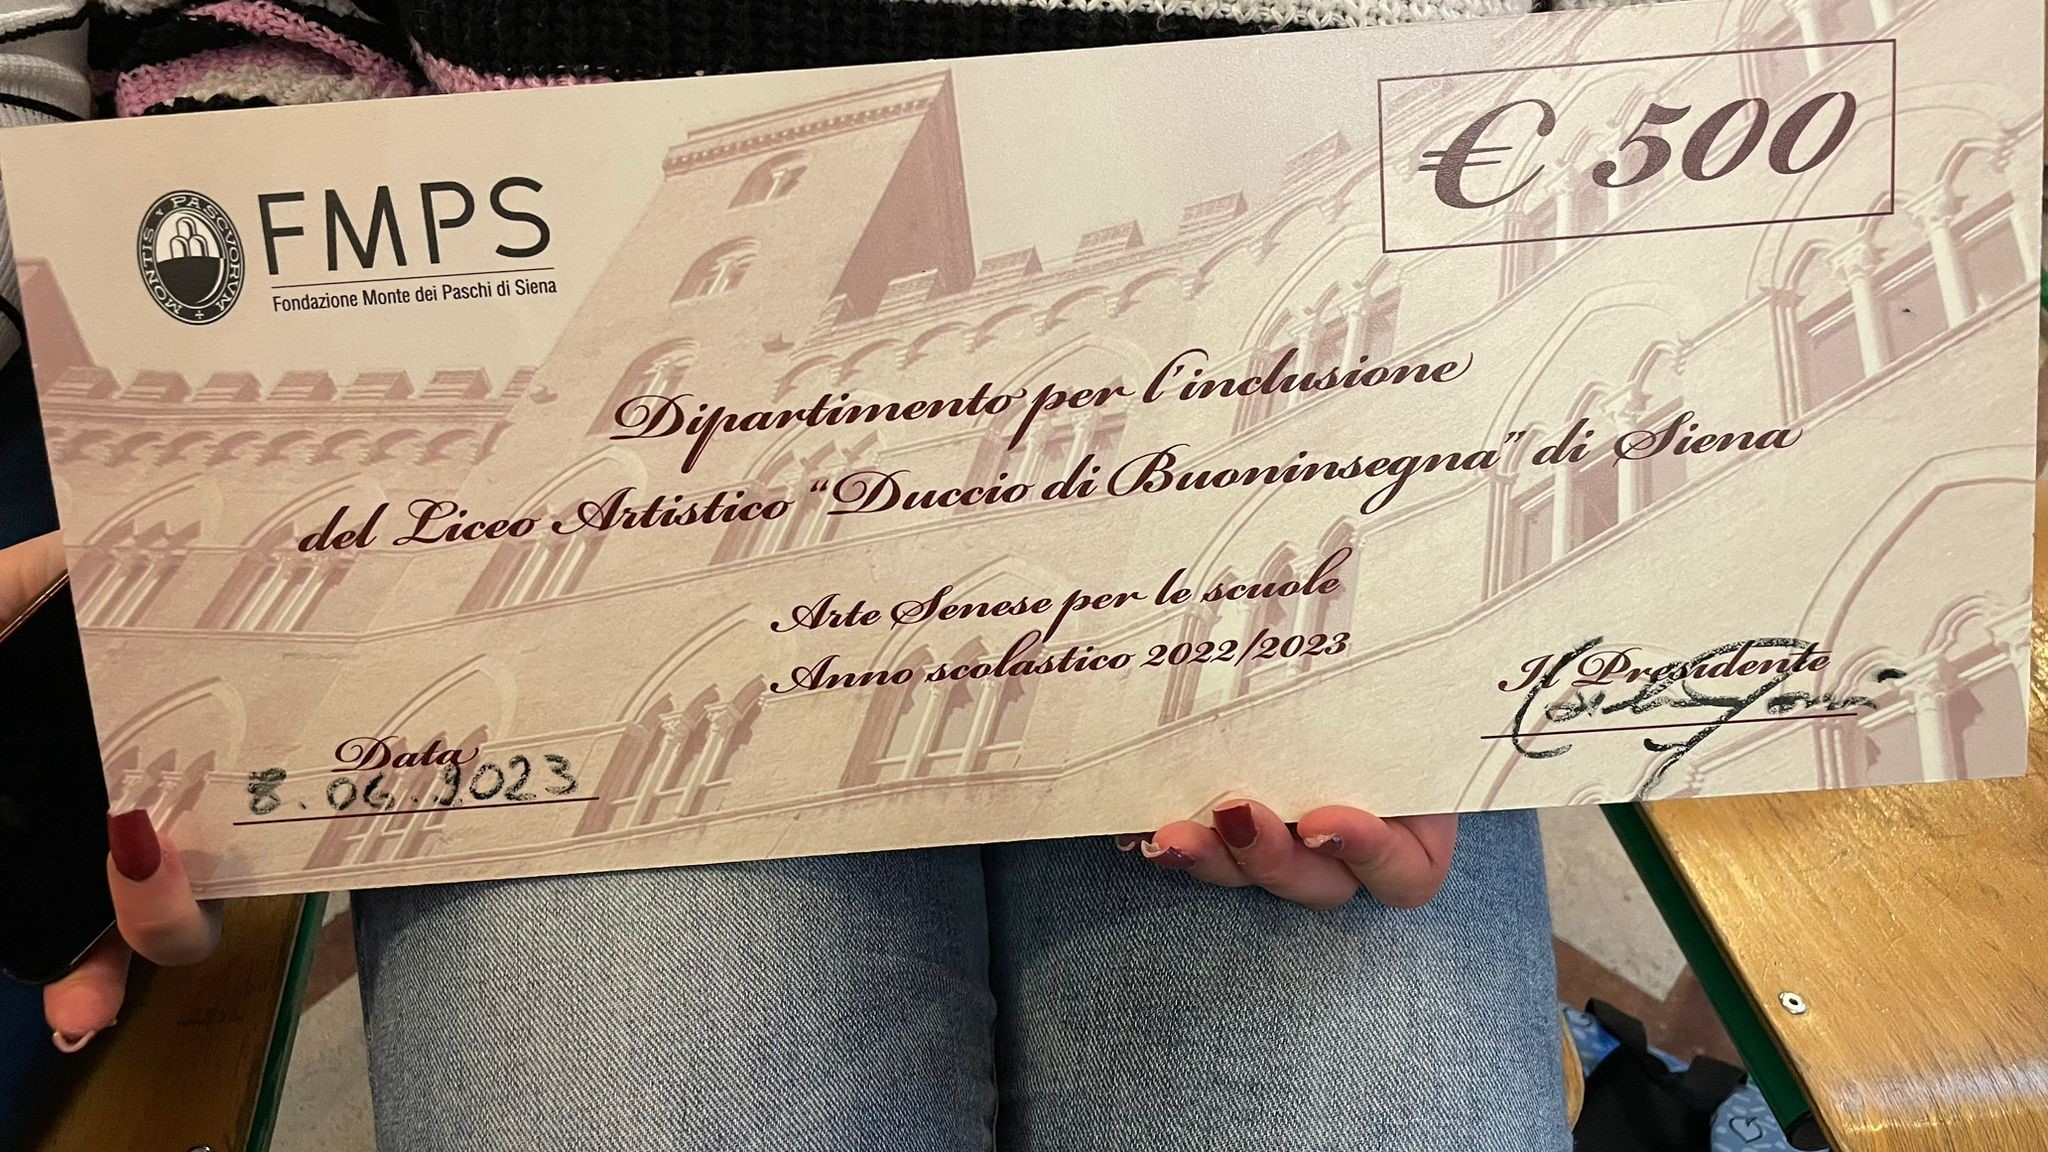 MONTIS PASCVORVM
FMPS
Fondazione Monte dei Paschi di Siena
€ 500
Dipartimento per l'inclusione
del Liceo Artistico "Duccio di Buoninsegna" di Siena
Arte Senese per le scuole
Anno scolastico 2022/2023
Il Presidente
Data
8.06.2023